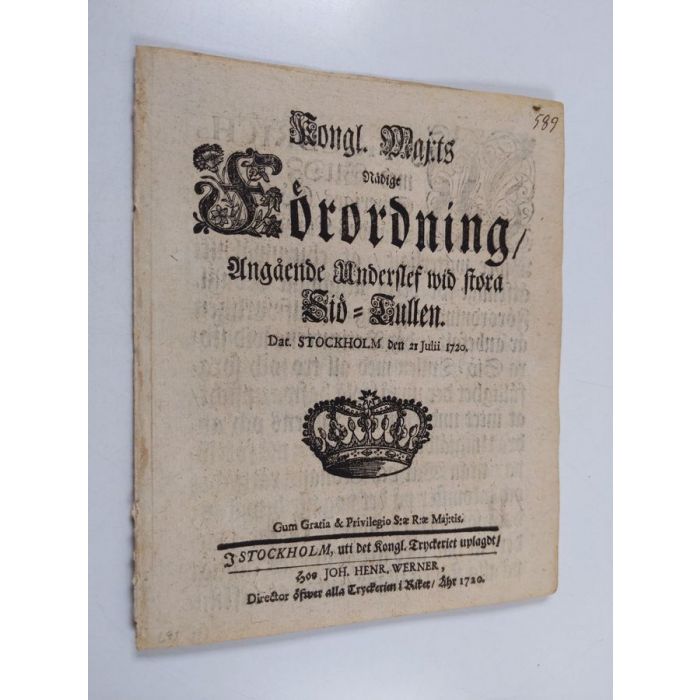 589
Kongl. Maj:ts
Nådige
Förordning/
Angående Underslef wid stora
Siö-Tullen.
Dat. STOCKHOLM den 21 Julii 1720.
Cum Gratia & Privilegio S:æ R:æ Maj:tis.
I STOCKHOLM, uti det Kongl. Tryckeriet uplagdt/
Hos JOH. HENR. WERNER,
Director öfwer alla Tryckerien i Riket/ Åhr 1720.